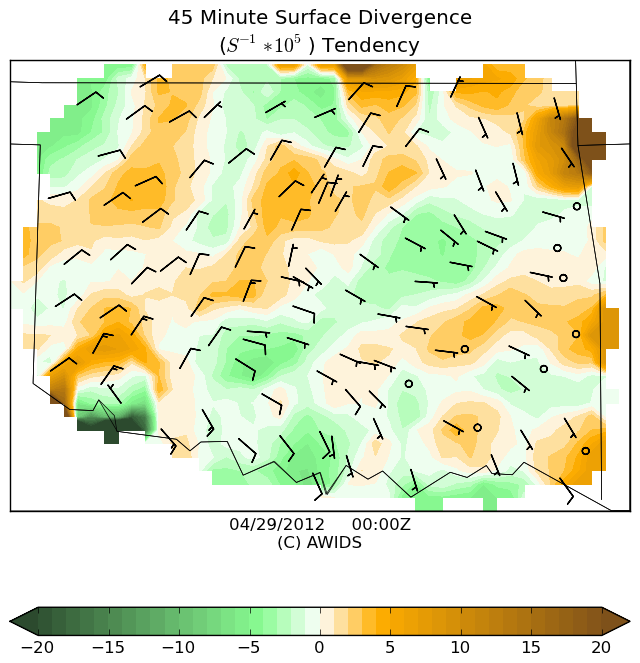 45 Minute Surface Divergence
(S⁻¹ *10⁵ ) Tendency
04/29/2012 00:00Z
(C) AWIDS
−20 −15 −10 −5 0 5 10 15 20